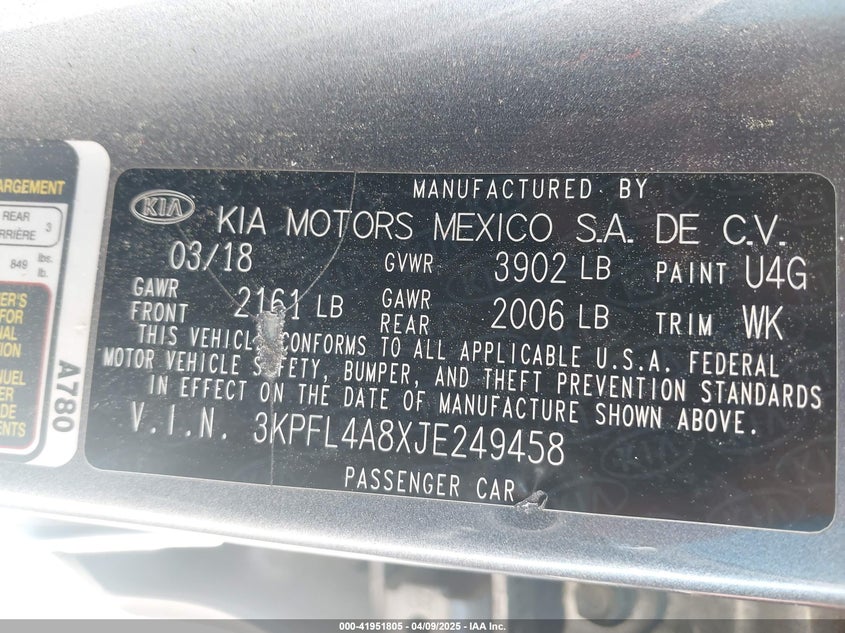 ARGEMENT
REAR 3
RRIÈRE
849 lbs.
lb.
A780
KIA
MANUFACTURED BY
KIA MOTORS MEXICO S.A. DE C.V.
03/18 GVWR 3902 LB PAINT U4G
GAWR FRONT 2161 LB GAWR REAR 2006 LB TRIM WK
THIS VEHICLE CONFORMS TO ALL APPLICABLE U.S.A. FEDERAL
MOTOR VEHICLE SAFETY, BUMPER, AND THEFT PREVENTION STANDARDS
IN EFFECT ON THE DATE OF MANUFACTURE SHOWN ABOVE.
V.I.N. 3KPFL4A8XJE249458
PASSENGER CAR
000-41951805 - 04/09/2025 - IAA Inc.